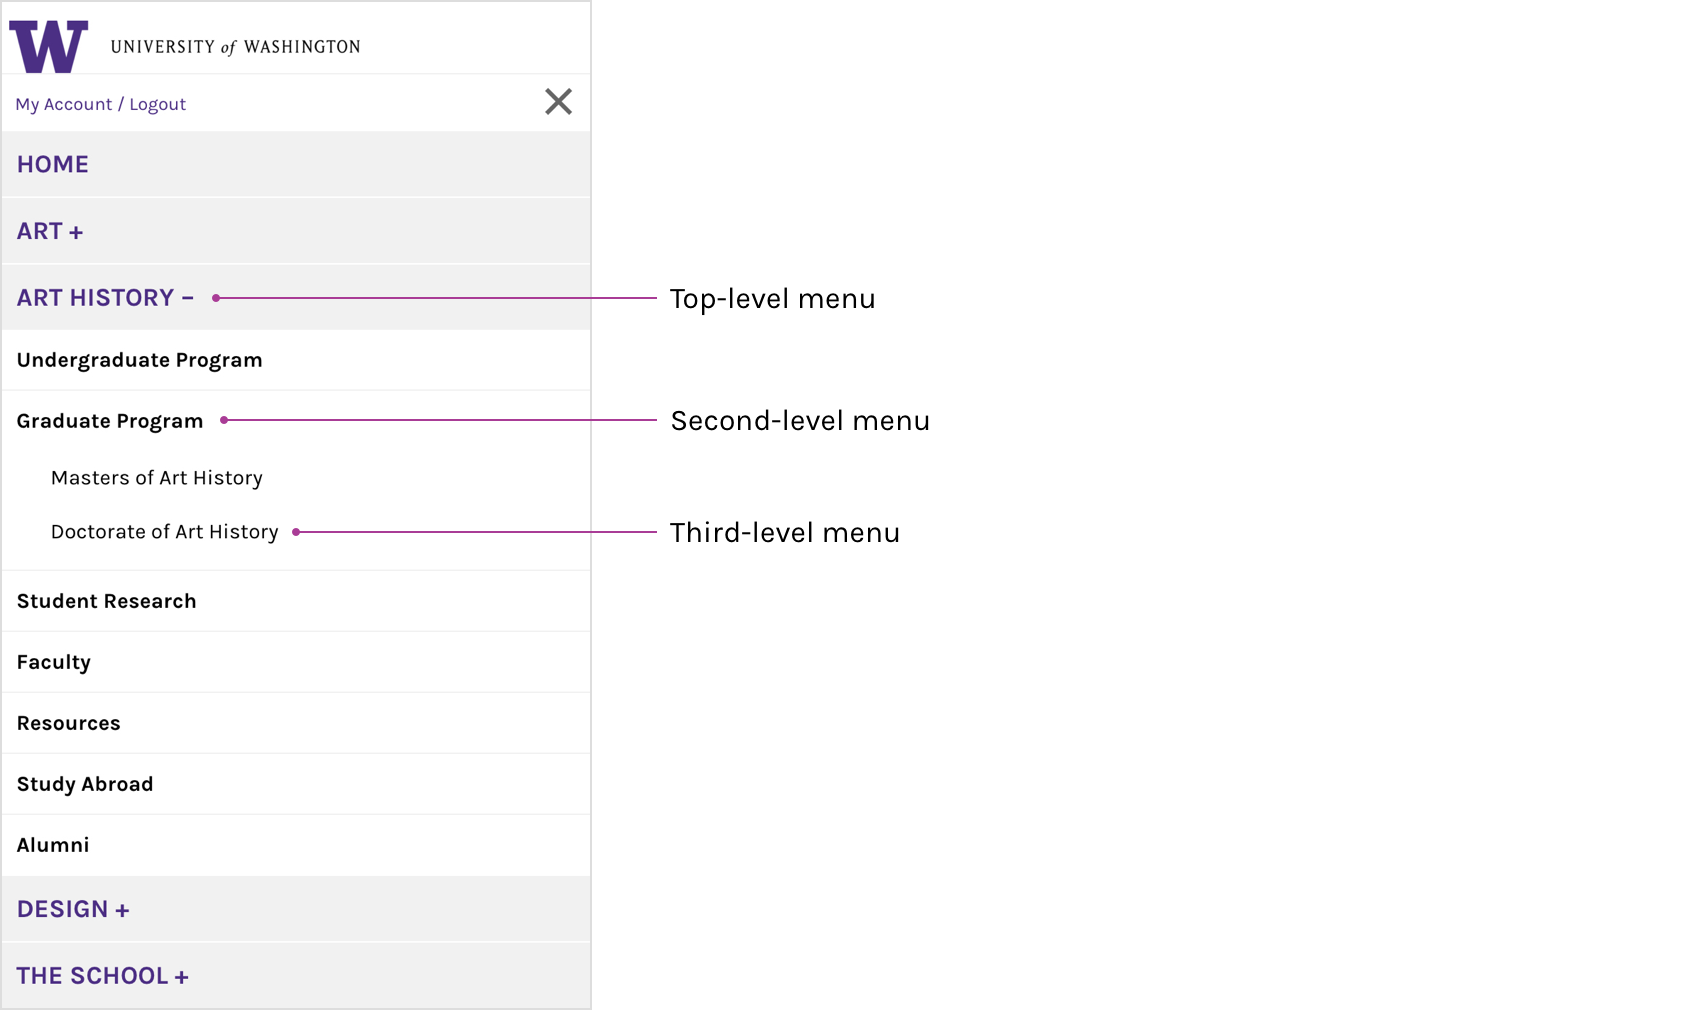 W UNIVERSITY of WASHINGTON
My Account / Logout
HOME
ART +
ART HISTORY – Top-level menu
Undergraduate Program
Graduate Program Second-level menu
Masters of Art History
Doctorate of Art History Third-level menu
Student Research
Faculty
Resources
Study Abroad
Alumni
DESIGN +
THE SCHOOL +